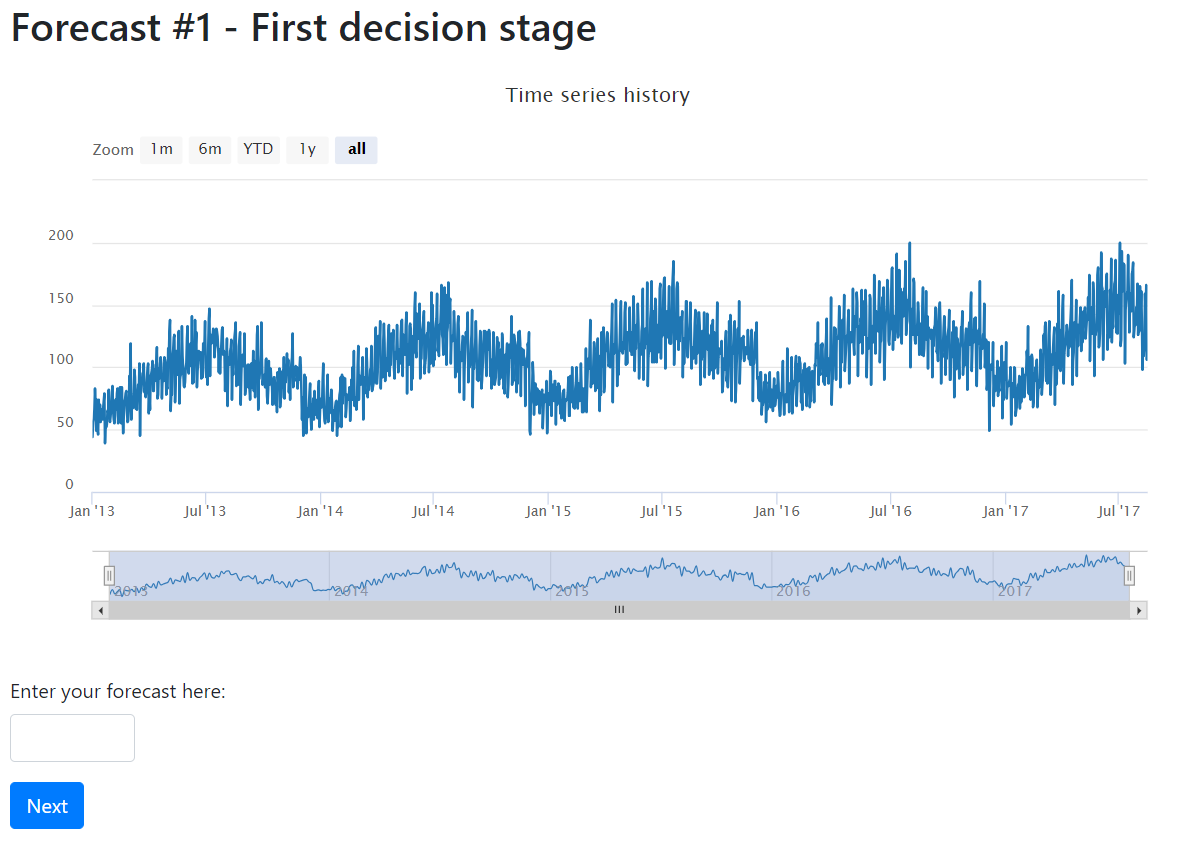 Forecast #1 - First decision stage
Time series history
Zoom 1m 6m YTD 1y all
200
150
100
50
0
Jan '13 Jul '13 Jan '14 Jul '14 Jan '15 Jul '15 Jan '16 Jul '16 Jan '17 Jul '17
2013 2014 2015 2016 2017
Enter your forecast here:
Next